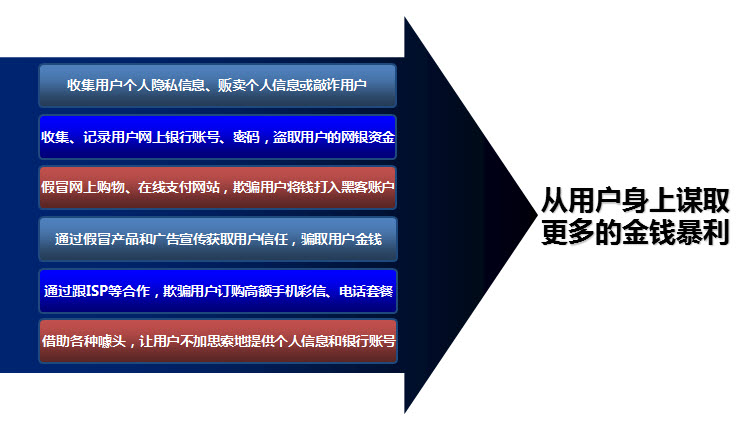 收集用户个人隐私信息、贩卖个人信息或敲诈用户
收集、记录用户网上银行账号、密码，盗取用户的网银资金
假冒网上购物、在线支付网站，欺骗用户将钱打入黑客账户
通过假冒产品和广告宣传获取用户信任，骗取用户金钱
通过跟ISP等合作，欺骗用户订购高额手机彩信、电话套餐
借助各种噱头，让用户不加思索地提供个人信息和银行账号
从用户身上谋取
更多的金钱暴利